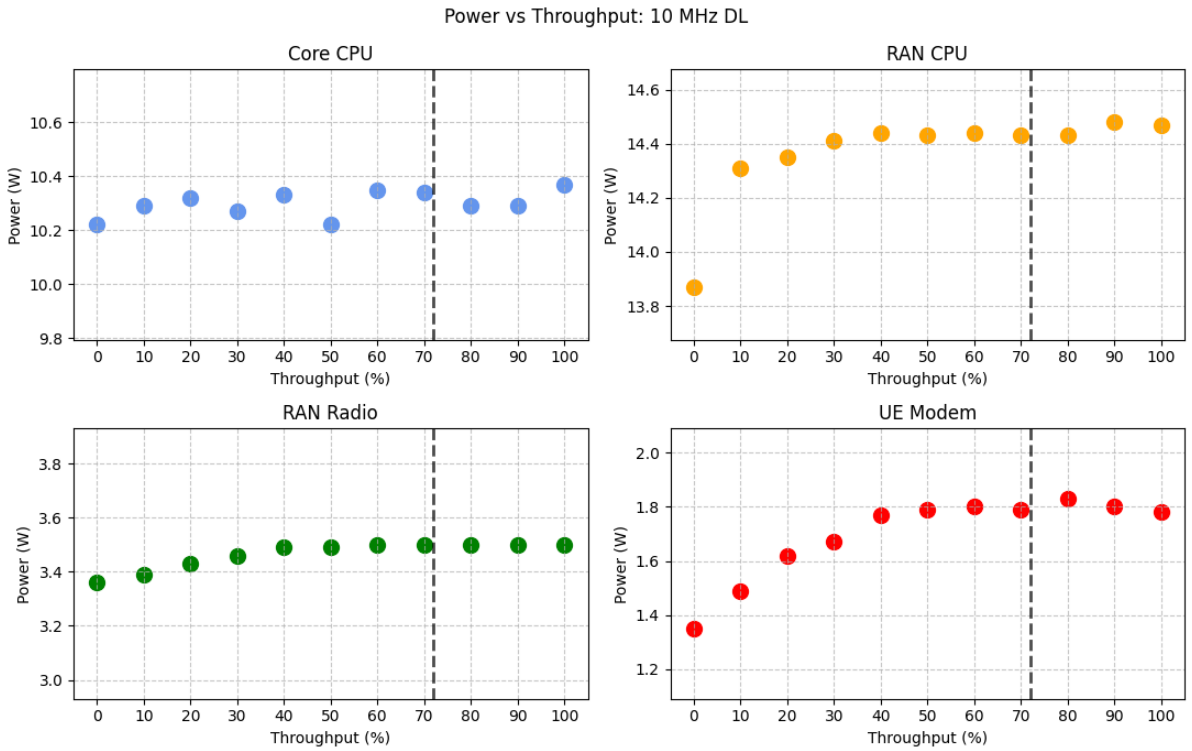 Power vs Throughput: 10 MHz DL
Core CPU
Power (W)
10.6
10.4
10.2
10.0
9.8
0 10 20 30 40 50 60 70 80 90 100
Throughput (%)
RAN CPU
Power (W)
14.6
14.4
14.2
14.0
13.8
0 10 20 30 40 50 60 70 80 90 100
Throughput (%)
RAN Radio
Power (W)
3.8
3.6
3.4
3.2
3.0
0 10 20 30 40 50 60 70 80 90 100
Throughput (%)
UE Modem
Power (W)
2.0
1.8
1.6
1.4
1.2
0 10 20 30 40 50 60 70 80 90 100
Throughput (%)